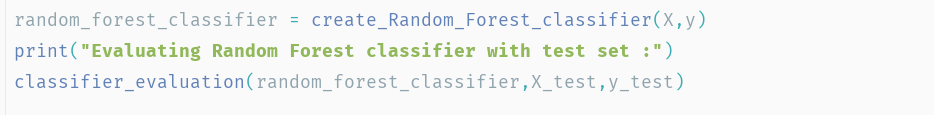 random_forest_classifier = create_Random_Forest_classifier(X,y)
print("Evaluating Random Forest classifier with test set :")
classifier_evaluation(random_forest_classifier,X_test,y_test)